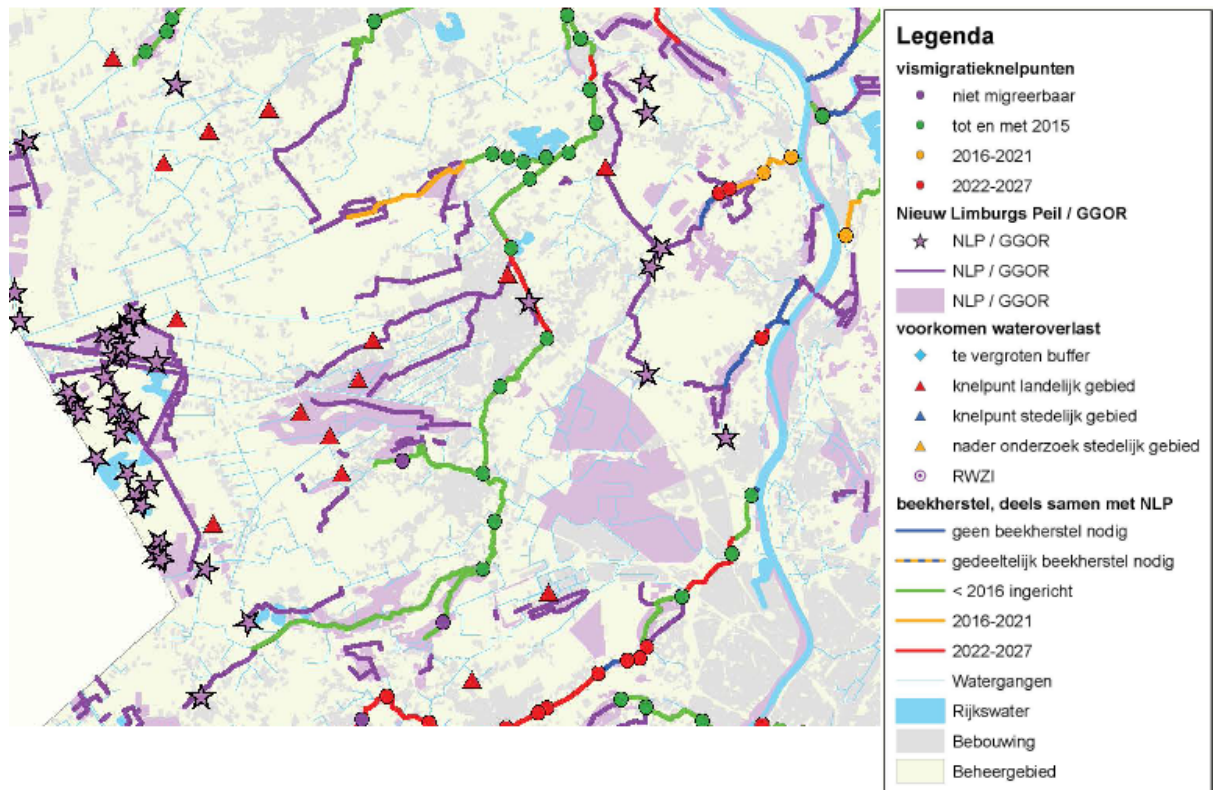 Legenda
vismigratieknelpunten
niet migreerbaar
tot en met 2015
2016-2021
2022-2027
Nieuw Limburgs Peil / GGOR
NLP / GGOR
NLP / GGOR
NLP / GGOR
voorkomen wateroverlast
te vergroten buffer
knelpunt landelijk gebied
knelpunt stedelijk gebied
nader onderzoek stedelijk gebied
RWZI
beekherstel, deels samen met NLP
geen beekherstel nodig
gedeeltelijk beekherstel nodig
< 2016 ingericht
2016-2021
2022-2027
Watergangen
Rijkswater
Bebouwing
Beheergebied